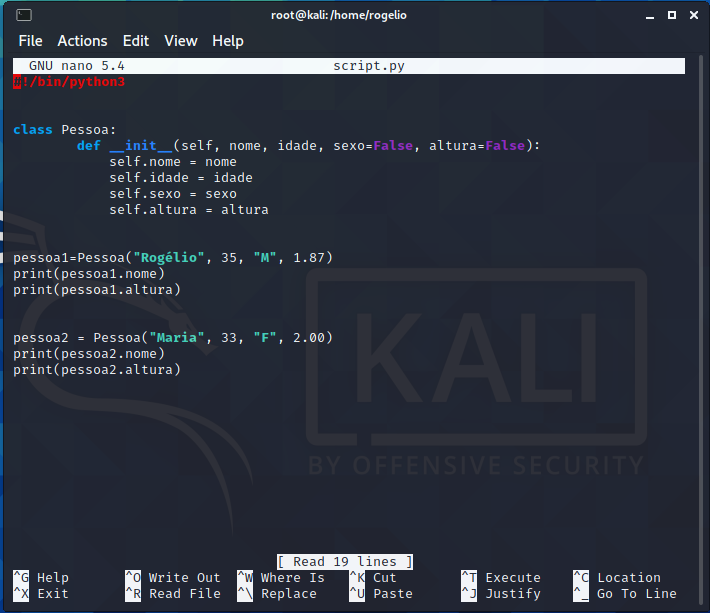 root@kali:/home/rogelio
File Actions Edit View Help
GNU nano 5.4 script.py
#!/bin/python3
class Pessoa:
def __init__(self, nome, idade, sexo=False, altura=False):
self.nome = nome
self.idade = idade
self.sexo = sexo
self.altura = altura
pessoa1=Pessoa("Rogélio", 35, "M", 1.87)
print(pessoa1.nome)
print(pessoa1.altura)
pessoa2 = Pessoa("Maria", 33, "F", 2.00)
print(pessoa2.nome)
print(pessoa2.altura)
KALI
BY OFFENSIVE SECURITY
[ Read 19 lines ]
^G Help ^O Write Out ^W Where Is ^K Cut ^T Execute ^C Location
^X Exit ^R Read File ^\ Replace ^U Paste ^J Justify ^_ Go To Line